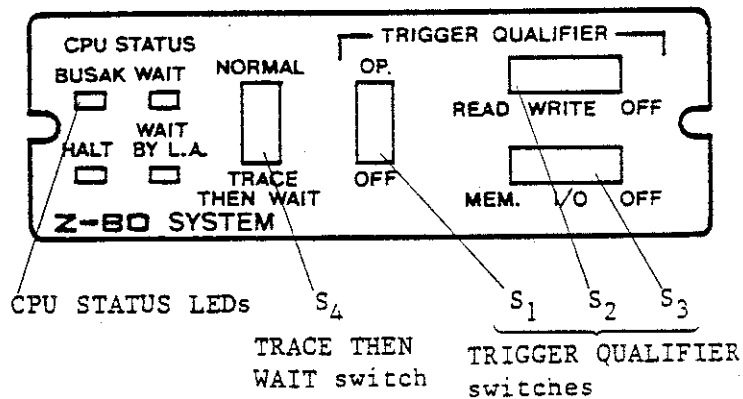 CPU STATUS
TRIGGER QUALIFIER
BUSAK WAIT
NORMAL
OP.
READ WRITE OFF
HALT
WAIT
BY L.A.
TRACE
THEN WAIT
OFF
MEM. I/O OFF
Z-80 SYSTEM
CPU STATUS LEDs
S4
S1
S2
S3
TRACE THEN
WAIT switch
TRIGGER QUALIFIER
switches